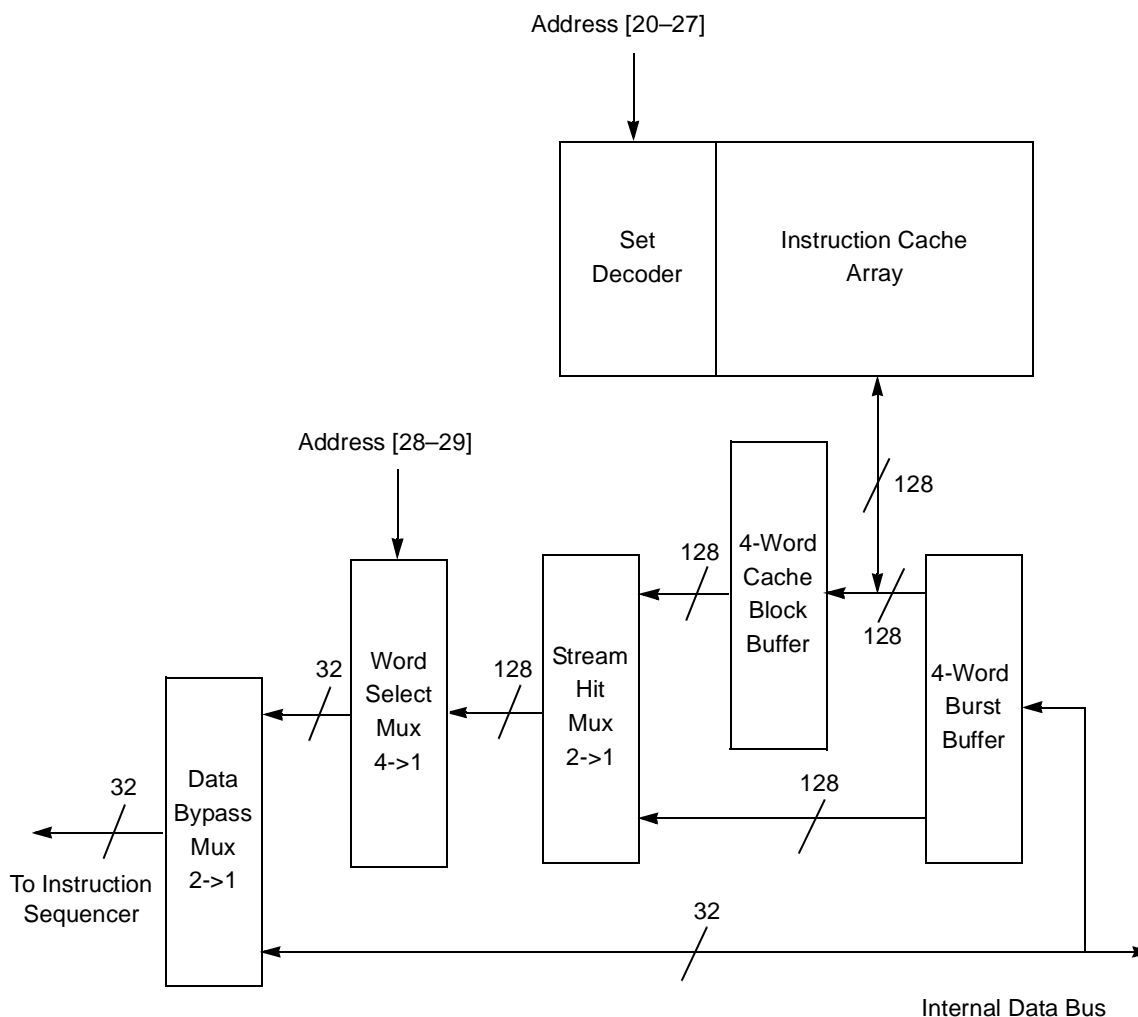 Address [20–27]
Set
Decoder
Instruction Cache
Array
Address [28–29]
128
4-Word
Cache
Block
Buffer
128
128
Stream
Hit
Mux
2->1
Word
Select
Mux
4->1
32
128
4-Word
Burst
Buffer
Data
Bypass
Mux
2->1
32
128
To Instruction
Sequencer
32
Internal Data Bus